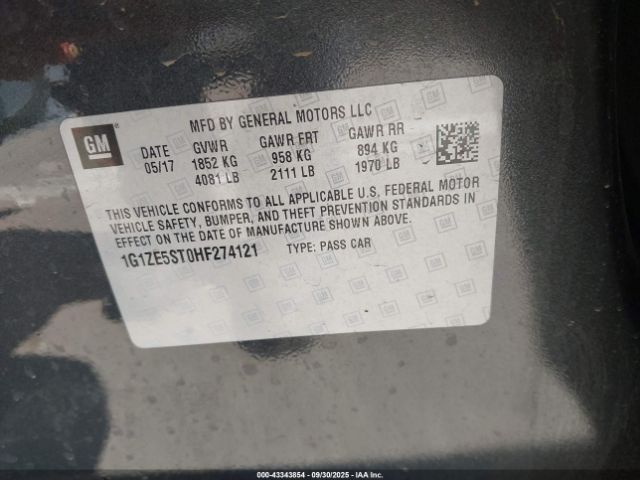 MFD BY GENERAL MOTORS LLC
GM
DATE GVWR GAWR FRT GAWR RR
05/17 1852 KG 958 KG 894 KG
4081 LB 2111 LB 1970 LB
THIS VEHICLE CONFORMS TO ALL APPLICABLE U.S. FEDERAL MOTOR
VEHICLE SAFETY, BUMPER, AND THEFT PREVENTION STANDARDS IN
EFFECT ON THE DATE OF MANUFACTURE SHOWN ABOVE.
1G1ZE5ST0HF274121 TYPE: PASS CAR
000-43343854 - 09/30/2025 - IAA Inc.